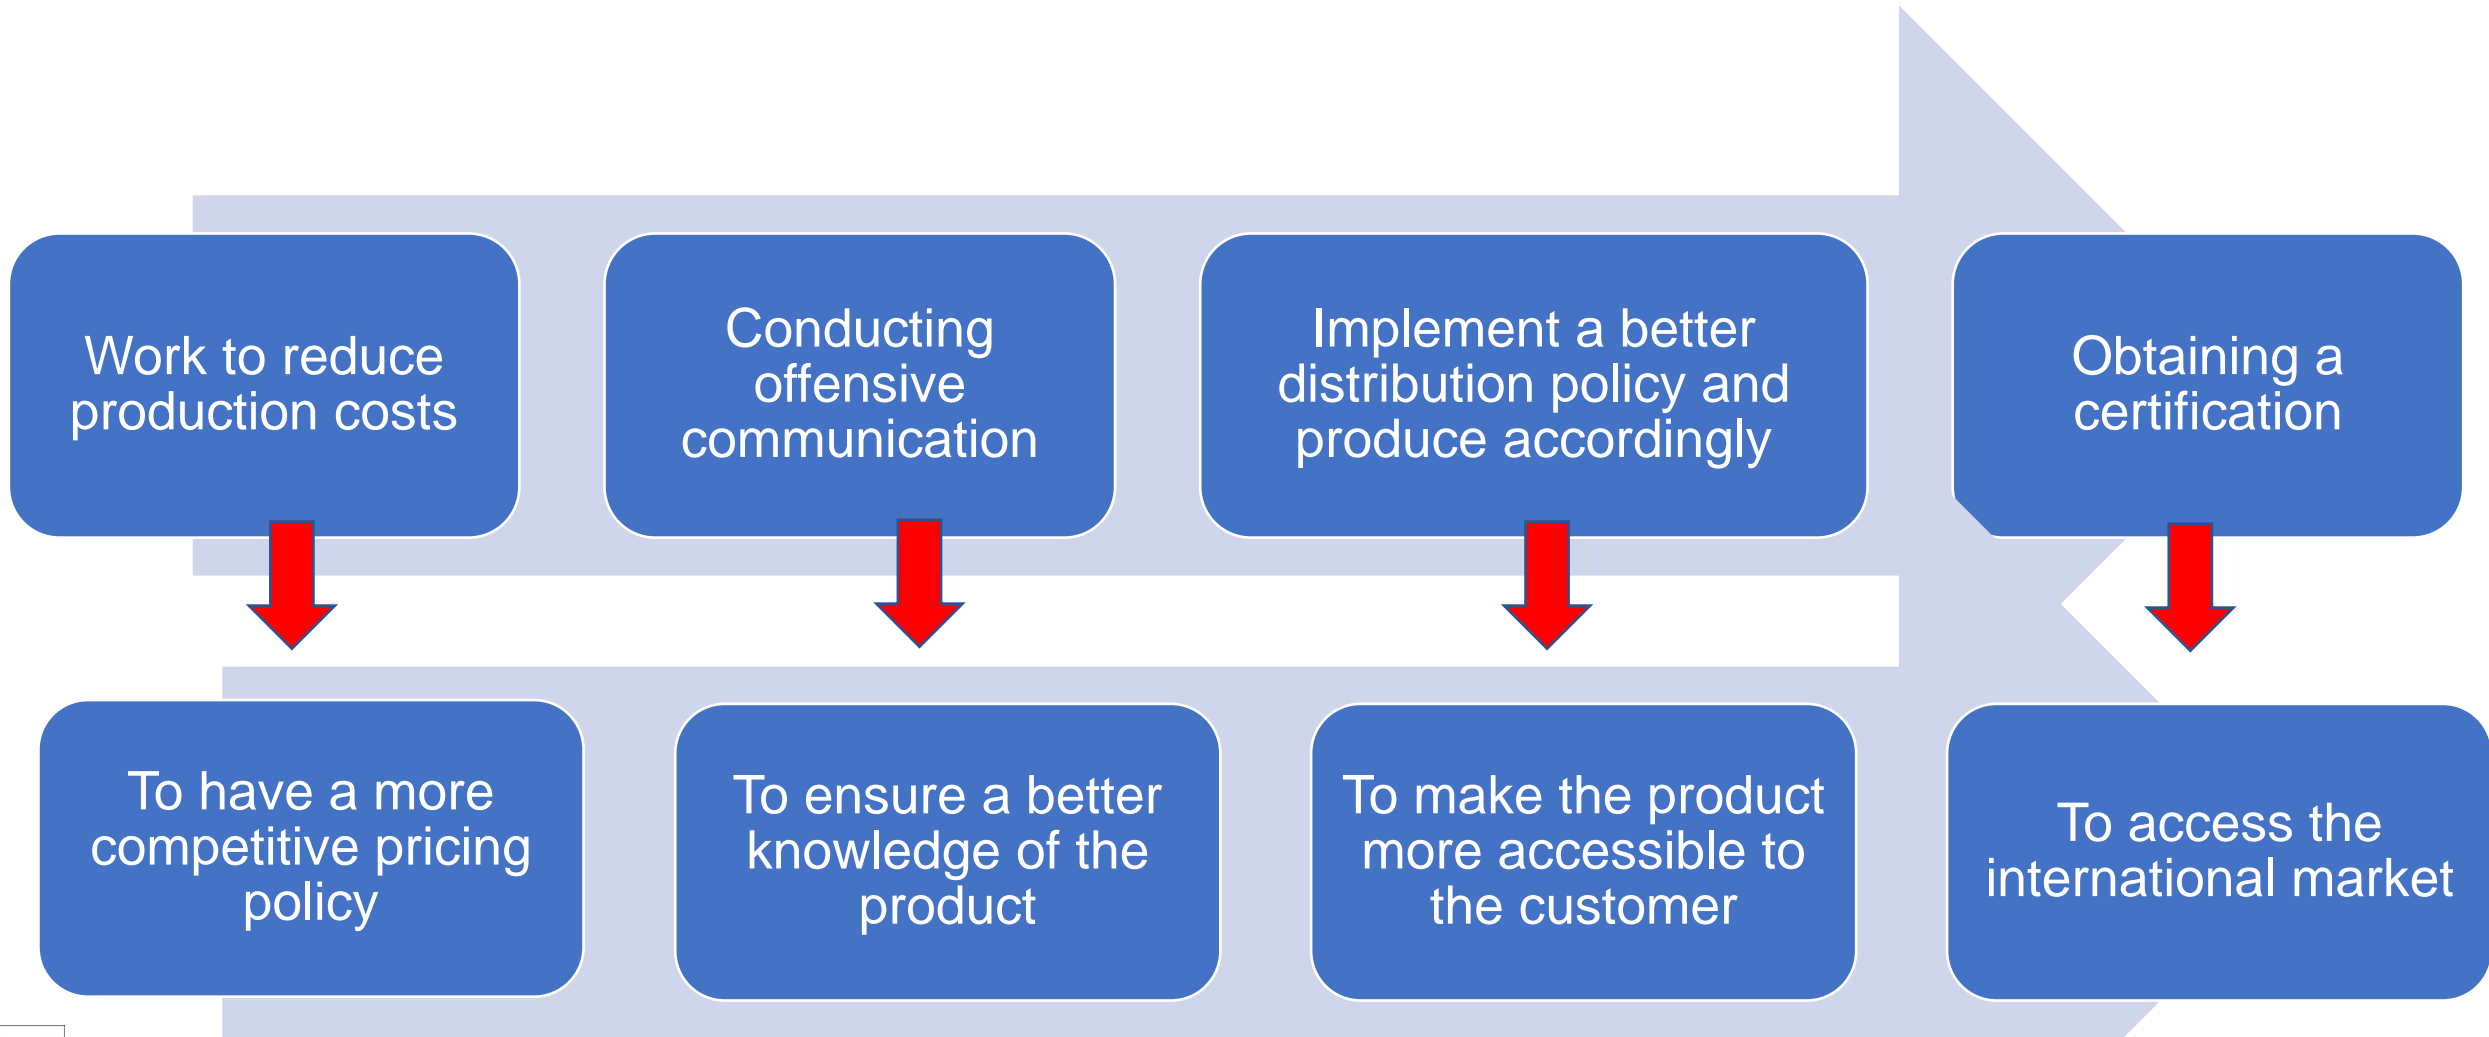 Work to reduce
production costs
Conducting
offensive
communication
Implement a better
distribution policy and
produce accordingly
Obtaining a
certification
To have a more
competitive pricing
policy
To ensure a better
knowledge of the
product
To make the product
more accessible to
the customer
To access the
international market